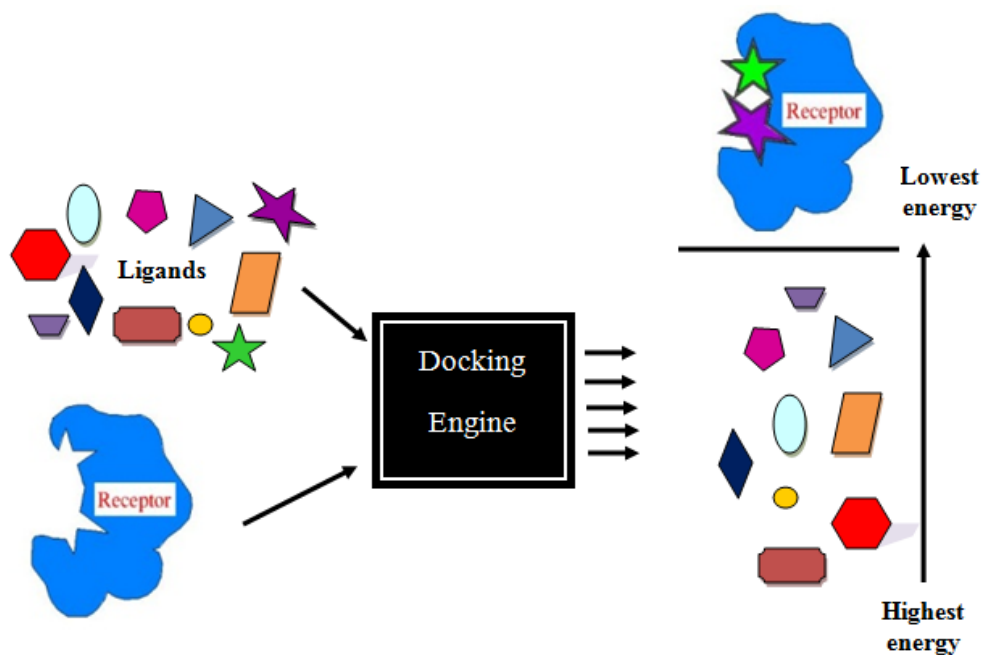 Receptor
Lowest
energy
Ligands
Docking
Engine
Receptor
Highest
energy